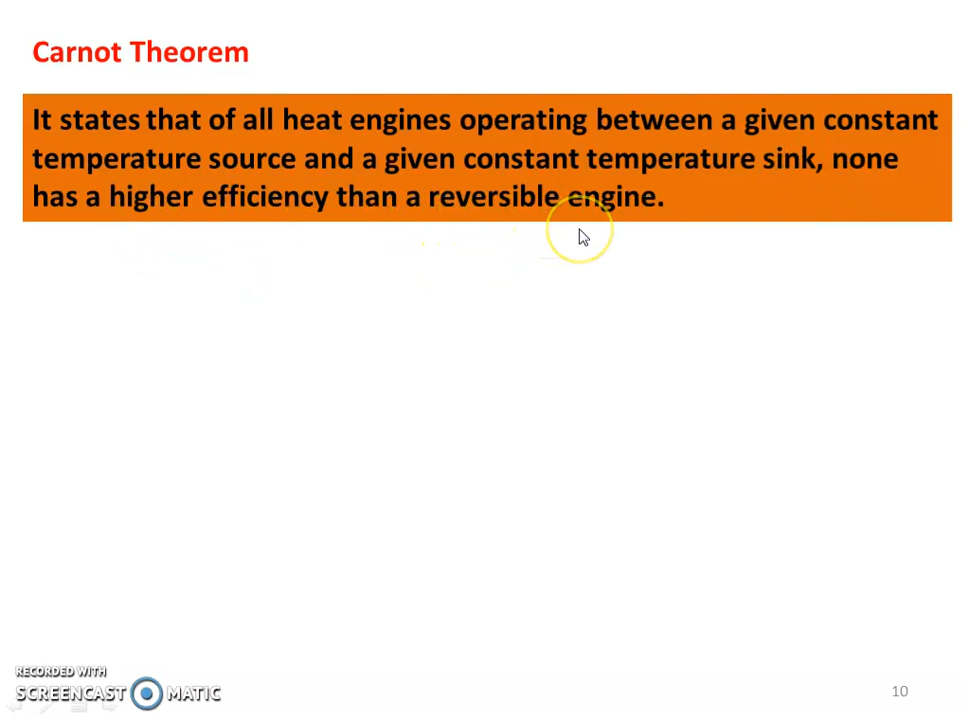 Carnot Theorem
It states that of all heat engines operating between a given constant
temperature source and a given constant temperature sink, none
has a higher efficiency than a reversible engine.
RECORDED WITH
SCREENCAST MATIC
10